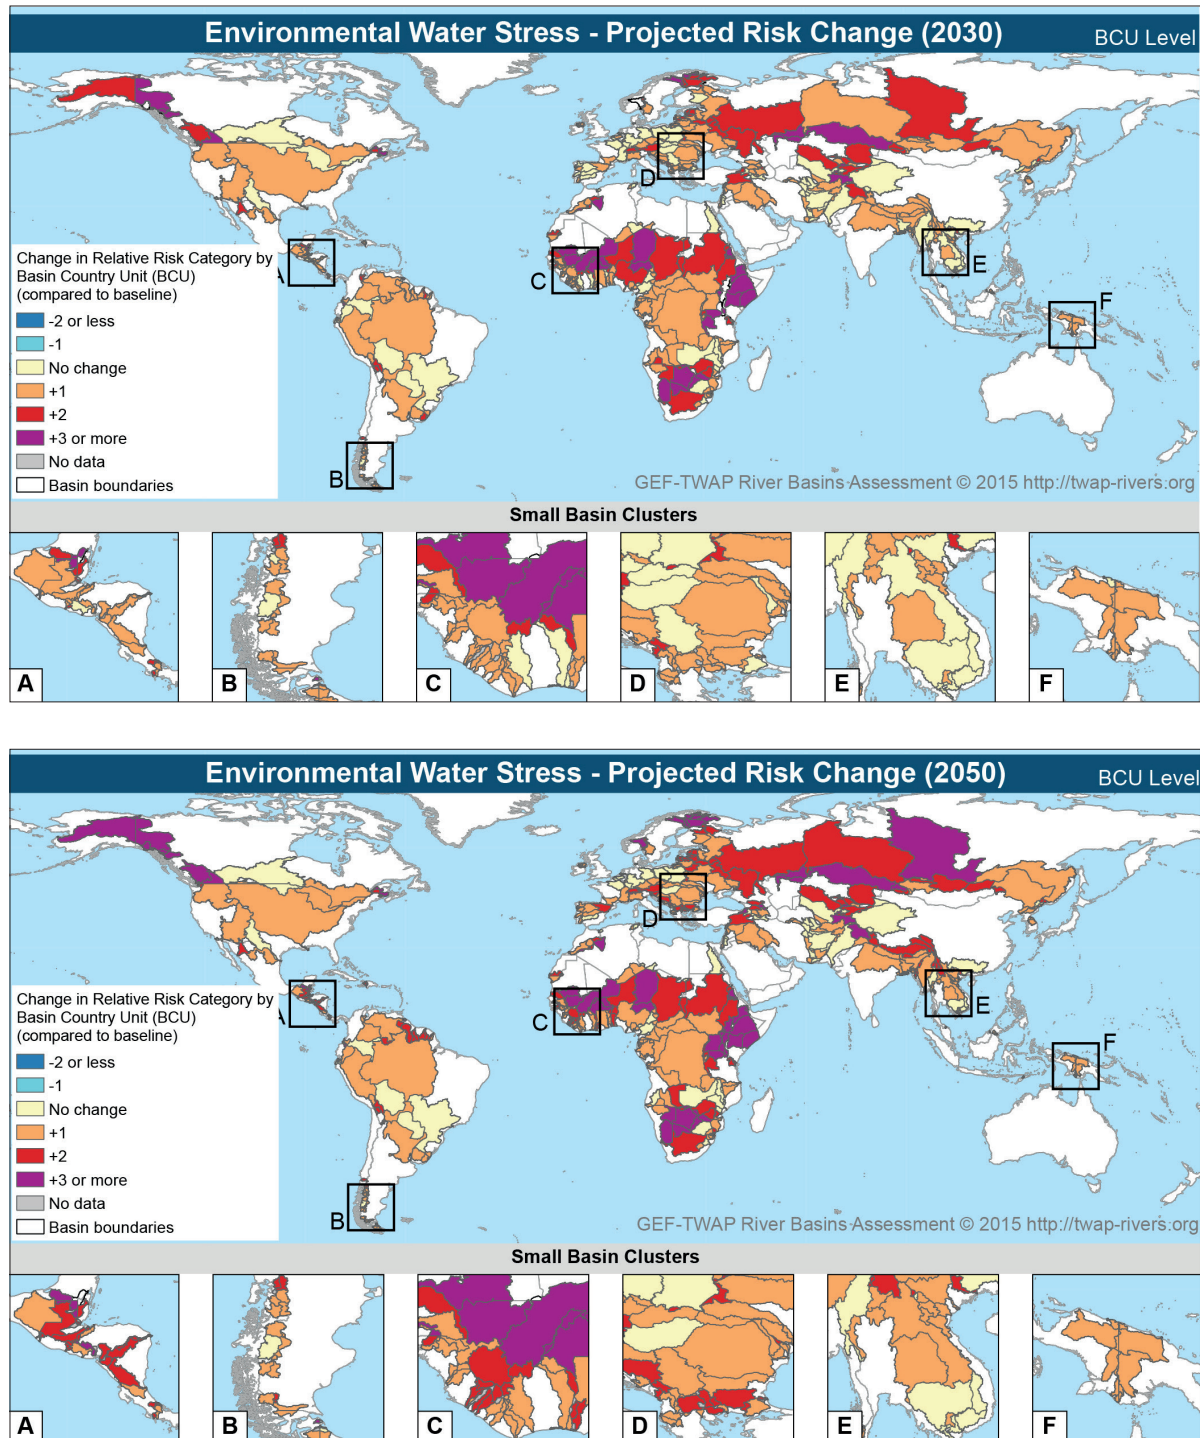 Environmental Water Stress - Projected Risk Change (2030)
BCU Level
Change in Relative Risk Category by
Basin Country Unit (BCU)
(compared to baseline)
-2 or less
-1
No change
+1
+2
+3 or more
No data
Basin boundaries
A
B
C
D
E
F
GEF-TWAP River Basins Assessment © 2015 http://twap-rivers.org
Small Basin Clusters
A
B
C
D
E
F
Environmental Water Stress - Projected Risk Change (2050)
BCU Level
Change in Relative Risk Category by
Basin Country Unit (BCU)
(compared to baseline)
-2 or less
-1
No change
+1
+2
+3 or more
No data
Basin boundaries
A
B
C
D
E
F
GEF-TWAP River Basins Assessment © 2015 http://twap-rivers.org
Small Basin Clusters
A
B
C
D
E
F